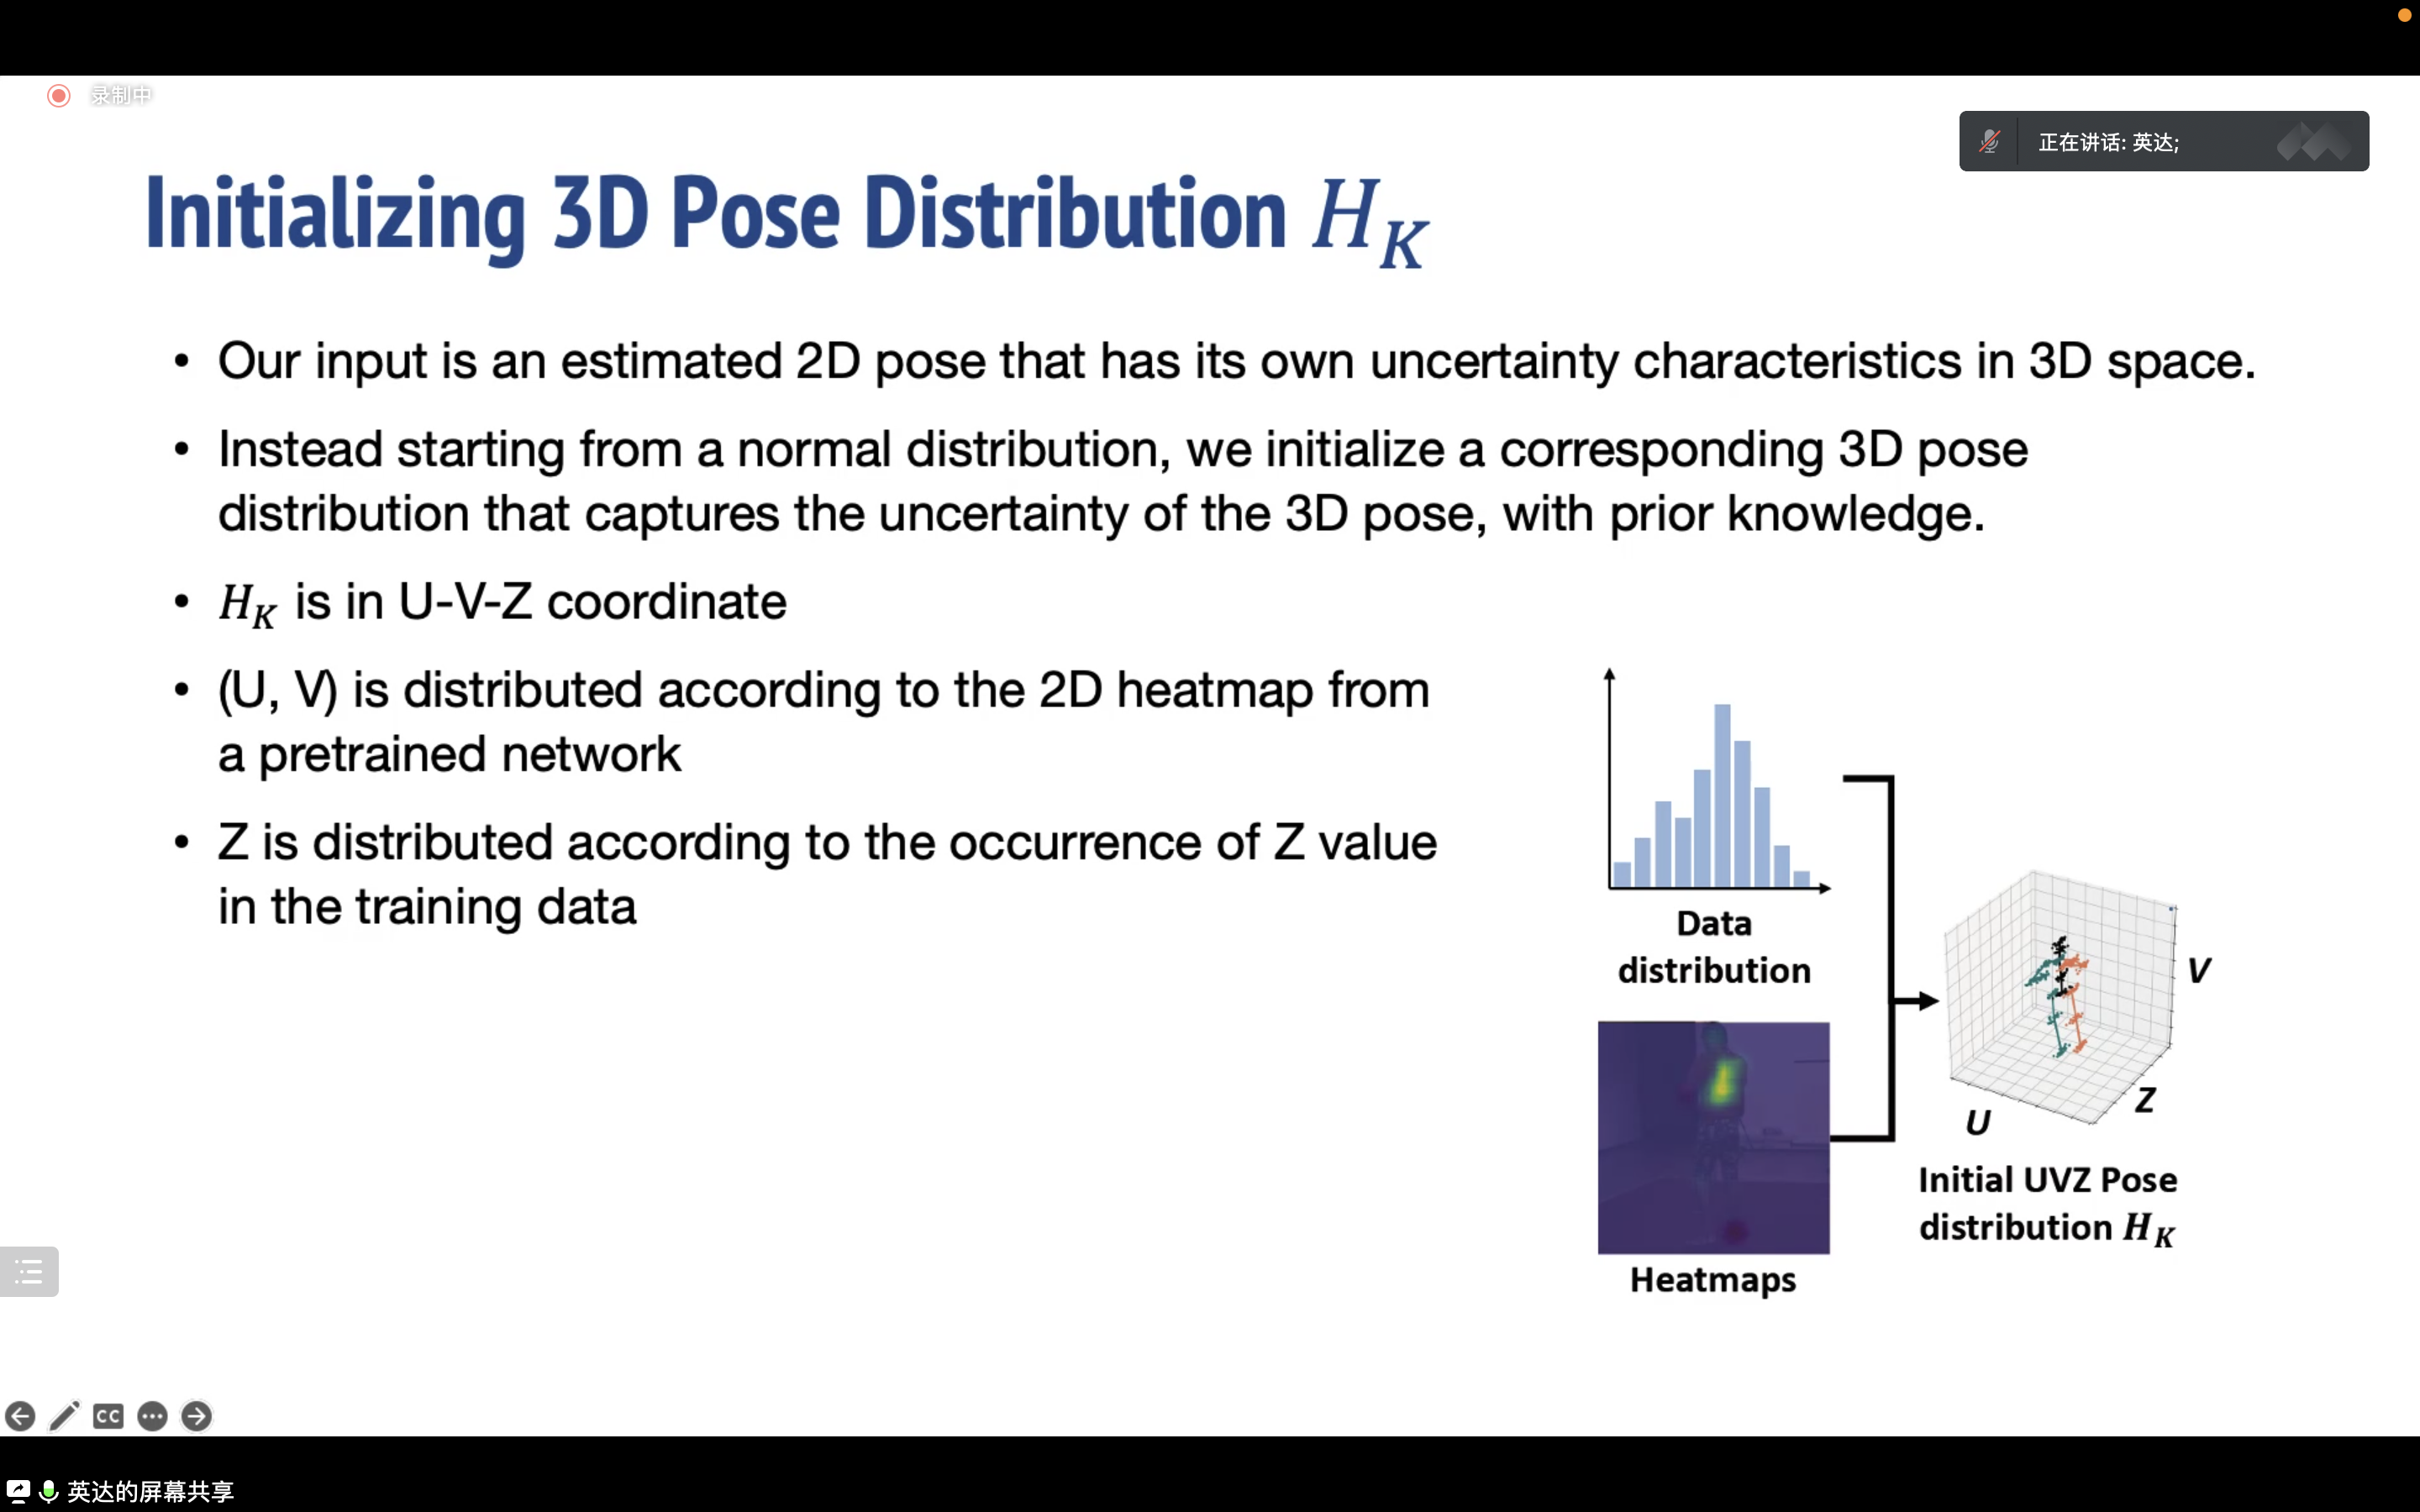 录制中
正在讲话: 英达;
Initializing 3D Pose Distribution H_K
• Our input is an estimated 2D pose that has its own uncertainty characteristics in 3D space.
• Instead starting from a normal distribution, we initialize a corresponding 3D pose
distribution that captures the uncertainty of the 3D pose, with prior knowledge.
• H_K is in U-V-Z coordinate
• (U, V) is distributed according to the 2D heatmap from
a pretrained network
• Z is distributed according to the occurrence of Z value
in the training data
Data
distribution
Heatmaps
V
Z
U
Initial UVZ Pose
distribution H_K
CC
英达的屏幕共享